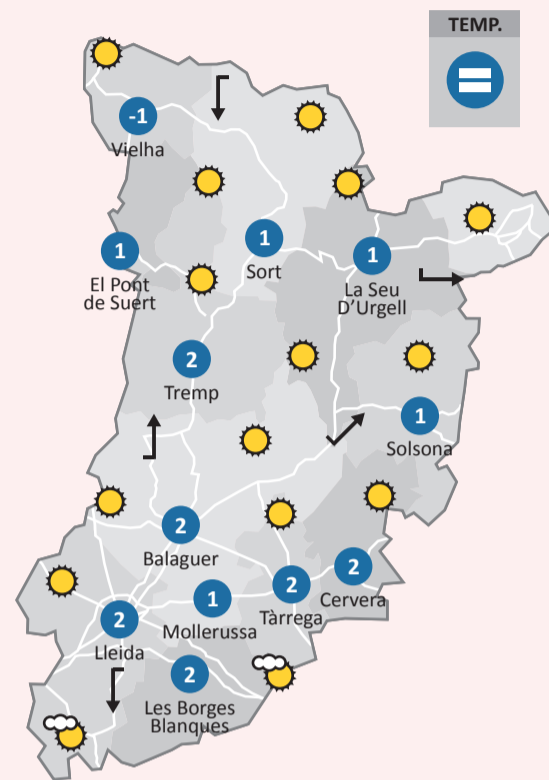 TEMP.
-1
Vielha
1
El Pont
de Suert
1
Sort
1
La Seu
D’Urgell
2
Tremp
1
Solsona
2
Balaguer
2
Cervera
2
Tàrrega
1
Mollerussa
2
Lleida
2
Les Borges
Blanques